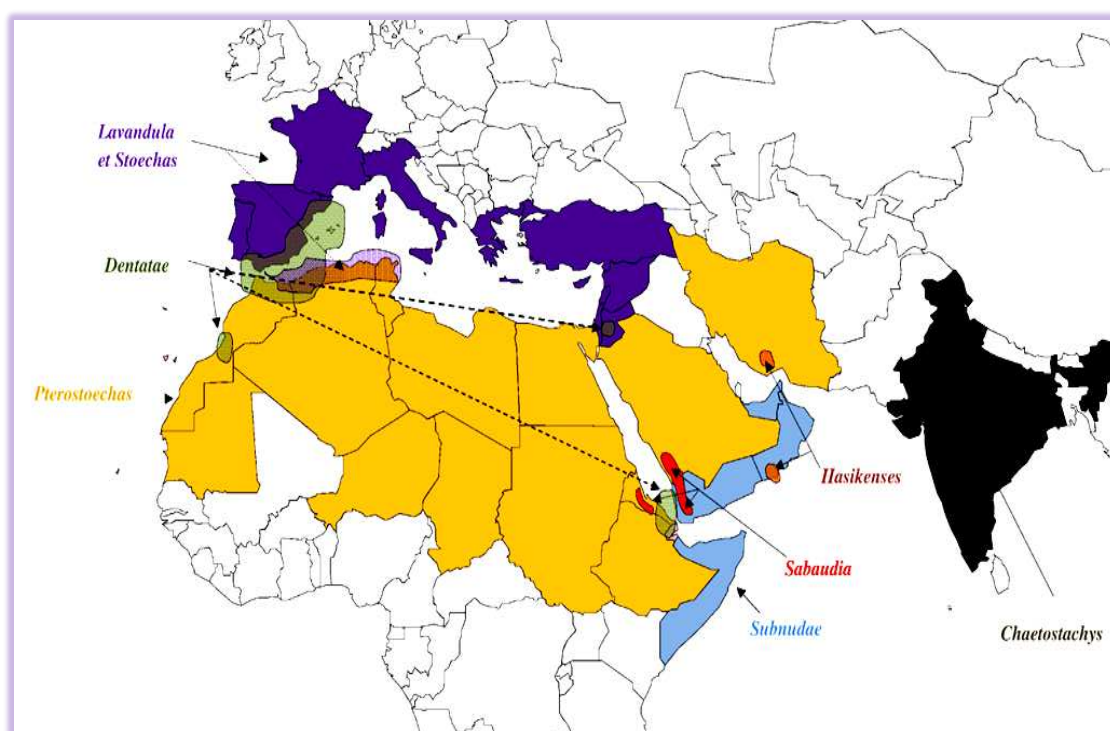 Lavandula
et Stoechas
Dentatae
Pterostoechas
Hasikenses
Sabaudia
Subnudae
Chaetostachys